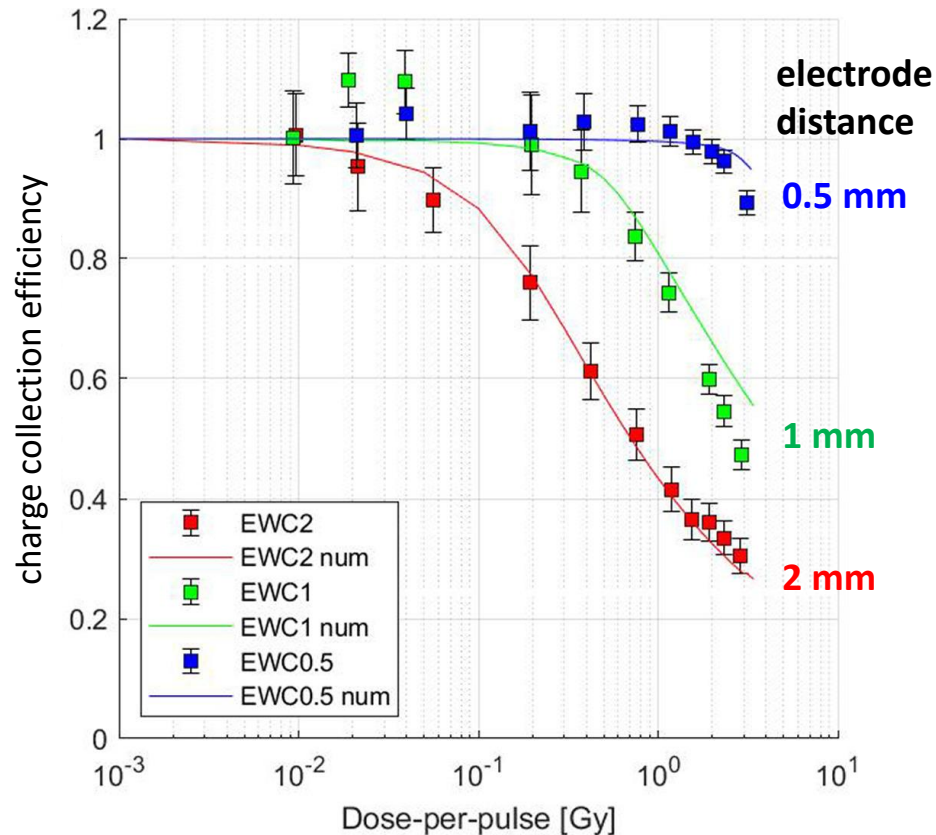 1.2
1
0.8
0.6
0.4
0.2
0
charge collection efficiency
10⁻³
10⁻²
10⁻¹
10⁰
10¹
Dose-per-pulse [Gy]
EWC2
EWC2 num
EWC1
EWC1 num
EWC0.5
EWC0.5 num
electrode
distance
0.5 mm
1 mm
2 mm